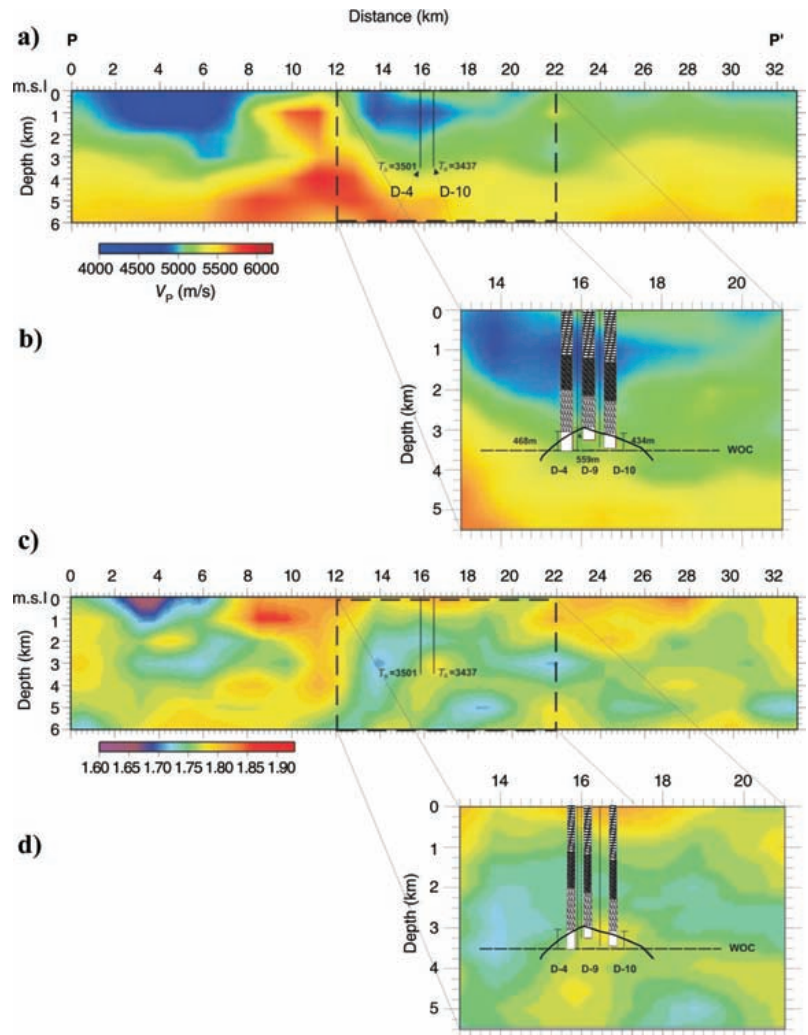 Distance (km)
a) P P'
0 2 4 6 8 10 12 14 16 18 20 22 24 26 28 30 32
m.s.l 0
1
2
3
4
5
6
Depth (km)
T_a=3501 T_a=3437
D-4 D-10
4000 4500 5000 5500 6000
V_P (m/s)
b)
14 16 18 20
0
1
2
3
4
5
Depth (km)
468m 434m WOC
559m
D-4 D-9 D-10
c)
0 2 4 6 8 10 12 14 16 18 20 22 24 26 28 30 32
m.s.l 0
1
2
3
4
5
6
Depth (km)
3501 3437
1.60 1.65 1.70 1.75 1.80 1.85 1.90
14 16 18 20
d)
0
1
2
3
4
5
Depth (km)
WOC
D-4 D-9 D-10